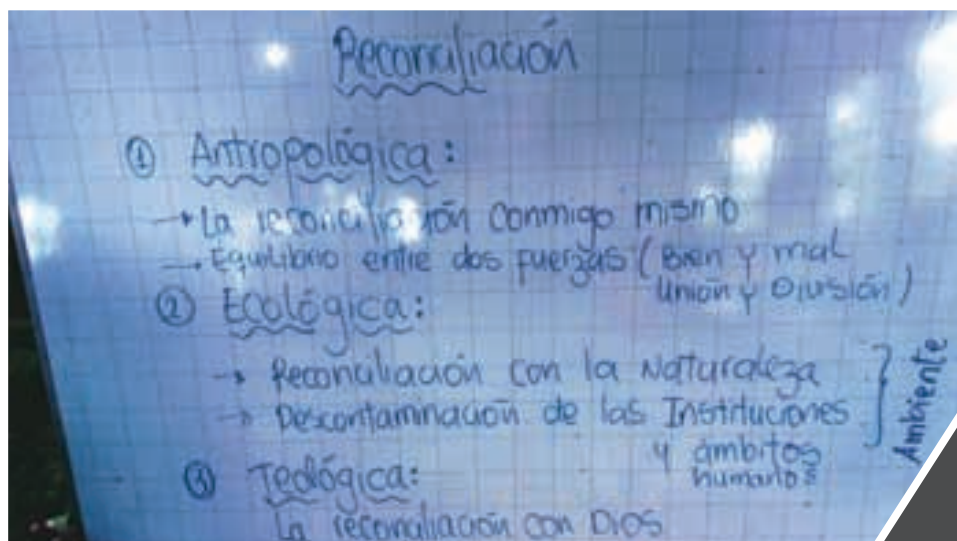 Reconciliación
① Antropológica:
→ La reconciliación conmigo mismo
→ Equilibrio entre dos fuerzas (Bien y mal
Unión y División)
② Ecológica:
→ Reconciliación con la Naturaleza
→ Descontaminación de las Instituciones
y ámbitos
humanos
Ambiente
③ Teológica:
La reconciliación con Dios